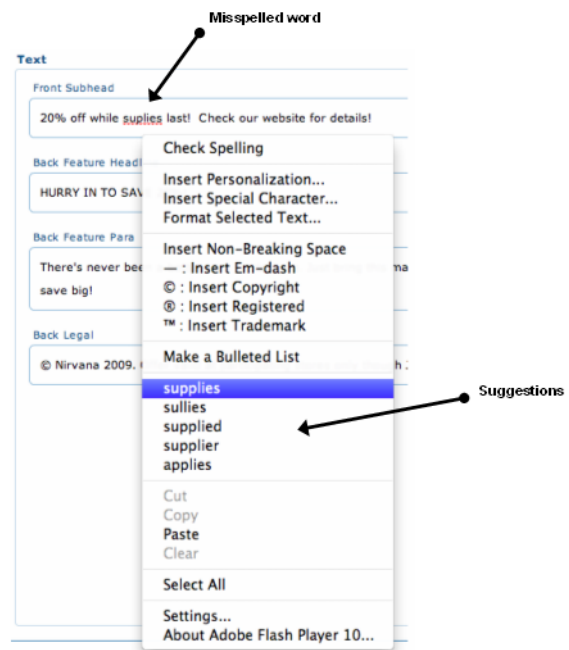 Misspelled word
Text
Front Subhead
20% off while suplies last! Check our website for details!
Check Spelling
Back Feature Headl
Insert Personalization...
HURRY IN TO SAV
Insert Special Character...
Format Selected Text...
Back Feature Para
Insert Non-Breaking Space
There's never bee
— : Insert Em-dash
ma
save big!
© : Insert Copyright
® : Insert Registered
™ : Insert Trademark
Back Legal
Make a Bulleted List
© Nirvana 2009.
supplies
Suggestions
sullies
supplied
supplier
applies
Cut
Copy
Paste
Clear
Select All
Settings...
About Adobe Flash Player 10...